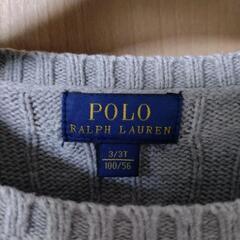 POLO
RALPH LAUREN
3/3T
100/56